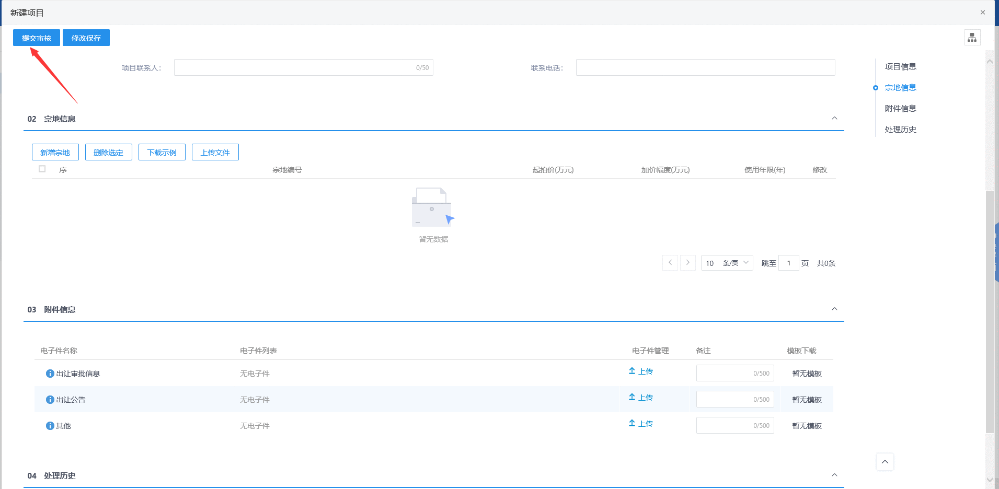 新建项目
提交审核 修改保存
项目联系人: 0/50 联系电话:
项目信息
宗地信息
附件信息
处理历史
02 宗地信息
新增宗地 删除选定 下载示例 上传文件
序 宗地编号 起拍价(万元) 加价幅度(万元) 使用年限(年) 修改
暂无数据
10 条/页 跳至 1 页 共0条
03 附件信息
电子件名称 电子件列表 电子件管理 备注 模板下载
出让审批信息 无电子件 上传 0/500 暂无模板
出让公告 无电子件 上传 0/500 暂无模板
其他 无电子件 上传 0/500 暂无模板
04 处理历史